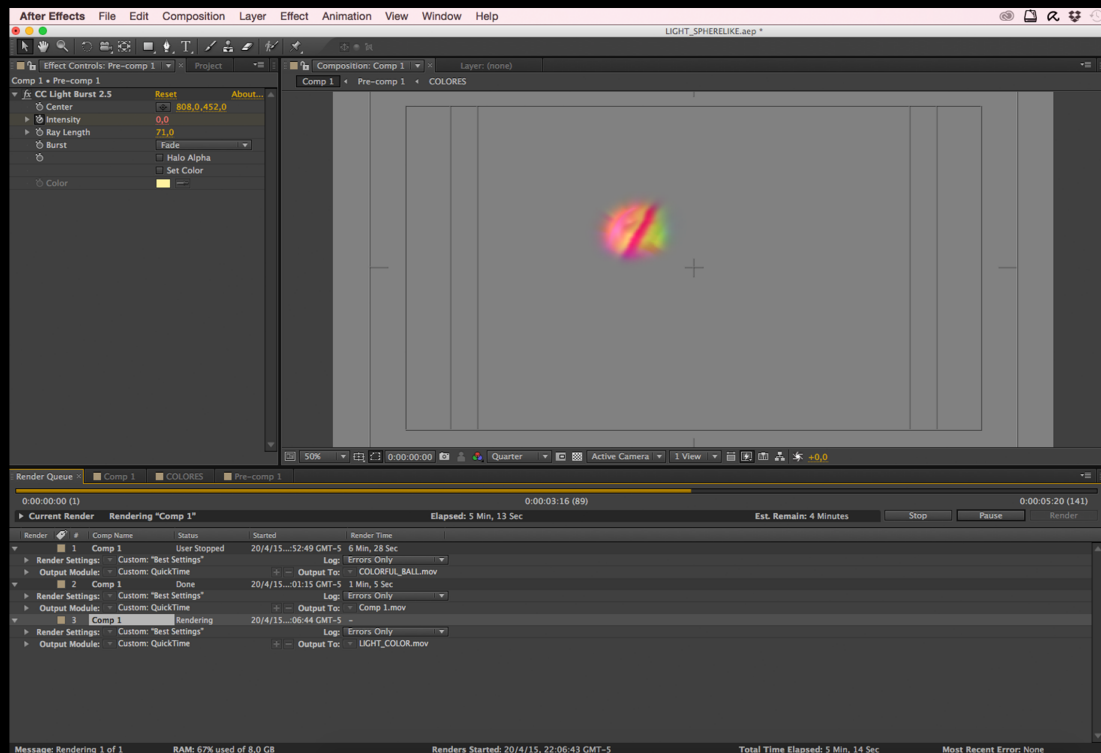 After Effects File Edit Composition Layer Effect Animation View Window Help
LIGHT_SPHERELIKE.aep *
Effect Controls: Pre-comp 1 Project
Composition: Comp 1 Layer: (none)
Comp 1 • Pre-comp 1
Comp 1 Pre-comp 1 COLORES
fx CC Light Burst 2.5 Reset About...
Center 808,0,452,0
Intensity 0,0
Ray Length 71,0
Burst Fade
Halo Alpha
Set Color
Color
50% 0:00:00:00 Quarter Active Camera 1 View +0,0
Render Queue Comp 1 COLORES Pre-comp 1
0:00:00:00 (1) 0:00:03:16 (89) 0:00:05:20 (141)
Current Render Rendering "Comp 1" Elapsed: 5 Min, 13 Sec Est. Remain: 4 Minutes Stop Pause Render
Render # Comp Name Status Started Render Time
1 Comp 1 User Stopped 20/4/15...:52:49 GMT-5 6 Min, 28 Sec
Render Settings: Custom: "Best Settings" Log: Errors Only
Output Module: Custom: QuickTime + – Output To: COLORFUL_BALL.mov
2 Comp 1 Done 20/4/15...:01:15 GMT-5 1 Min, 5 Sec
Render Settings: Custom: "Best Settings" Log: Errors Only
Output Module: Custom: QuickTime + – Output To: Comp 1.mov
3 Comp 1 Rendering 20/4/15...:06:44 GMT-5 –
Render Settings: Custom: "Best Settings" Log: Errors Only
Output Module: Custom: QuickTime + – Output To: LIGHT_COLOR.mov
Message: Rendering 1 of 1 RAM: 67% used of 8,0 GB Renders Started: 20/4/15, 22:06:43 GMT-5 Total Time Elapsed: 5 Min, 14 Sec Most Recent Error: None